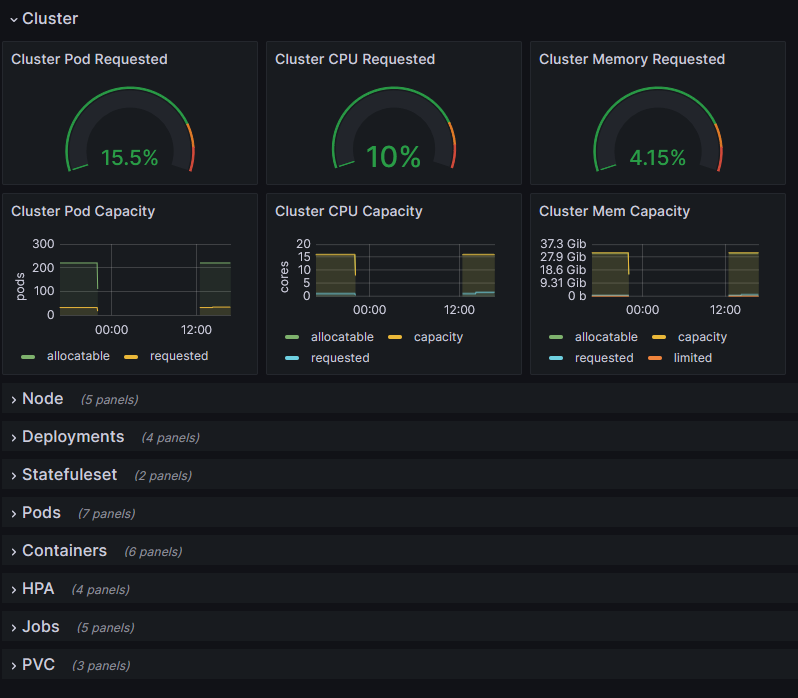 Cluster
Cluster Pod Requested
15.5%
Cluster CPU Requested
10%
Cluster Memory Requested
4.15%
Cluster Pod Capacity
300
200
100
0
pods
00:00 12:00
allocatable requested
Cluster CPU Capacity
20
15
10
5
0
cores
00:00 12:00
allocatable capacity
requested
Cluster Mem Capacity
37.3 Gib
27.9 Gib
18.6 Gib
9.31 Gib
0 b
00:00 12:00
allocatable capacity
requested limited
Node (5 panels)
Deployments (4 panels)
Statefuleset (2 panels)
Pods (7 panels)
Containers (6 panels)
HPA (4 panels)
Jobs (5 panels)
PVC (3 panels)